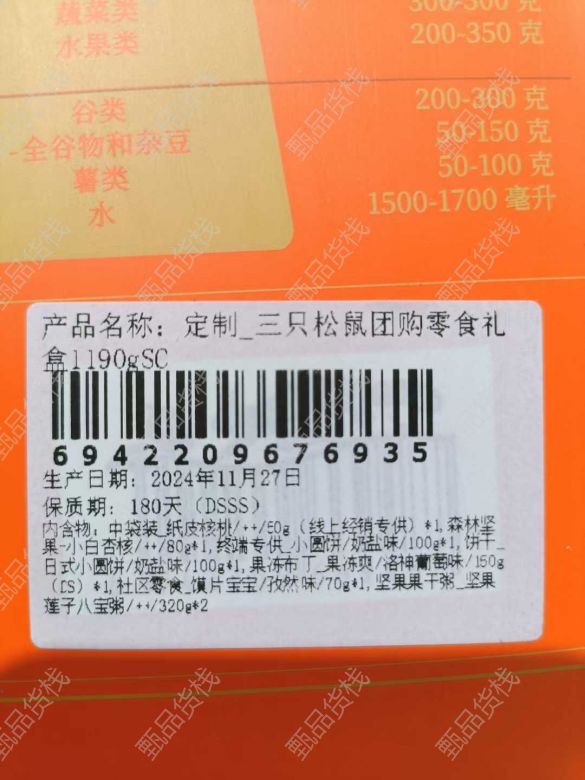 蔬菜类 300-500 克
水果类 200-350 克
谷类 200-300 克
-全谷物和杂豆 50-150 克
薯类 50-100 克
水 1500-1700 毫升
产品名称：定制_三只松鼠团购零食礼
盒1190gSC
6942209676935
生产日期：2024年11月27日
保质期：180天（DSSS）
内含物：中袋装_纸皮核桃/++/60g（线上经销专供）*1,森林坚
果-小白杏核/++/80g*1,终端专供_小圆饼/奶盐味/100g*1,饼干_
日式小圆饼/奶盐味/100g*1,果冻布丁_果冻爽/洛神葡萄味/150g
（DS）*1,社区零食_馍片宝宝/孜然味/70g*1,坚果果干粥_坚果
莲子八宝粥/++/320g*2
甄品货栈